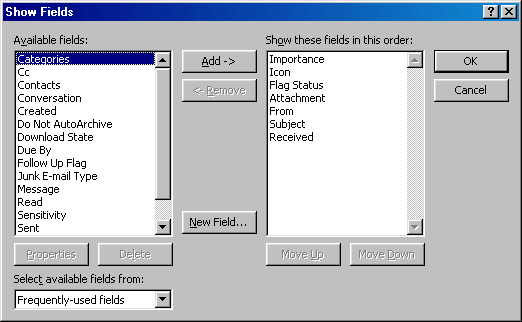 Show Fields
Available fields:
Categories
Cc
Contacts
Conversation
Created
Do Not AutoArchive
Download State
Due By
Follow Up Flag
Junk E-mail Type
Message
Read
Sensitivity
Sent
Properties
Delete
Select available fields from:
Frequently-used fields
Add ->
<- Remove
New Field...
Show these fields in this order:
Importance
Icon
Flag Status
Attachment
From
Subject
Received
Move Up
Move Down
OK
Cancel